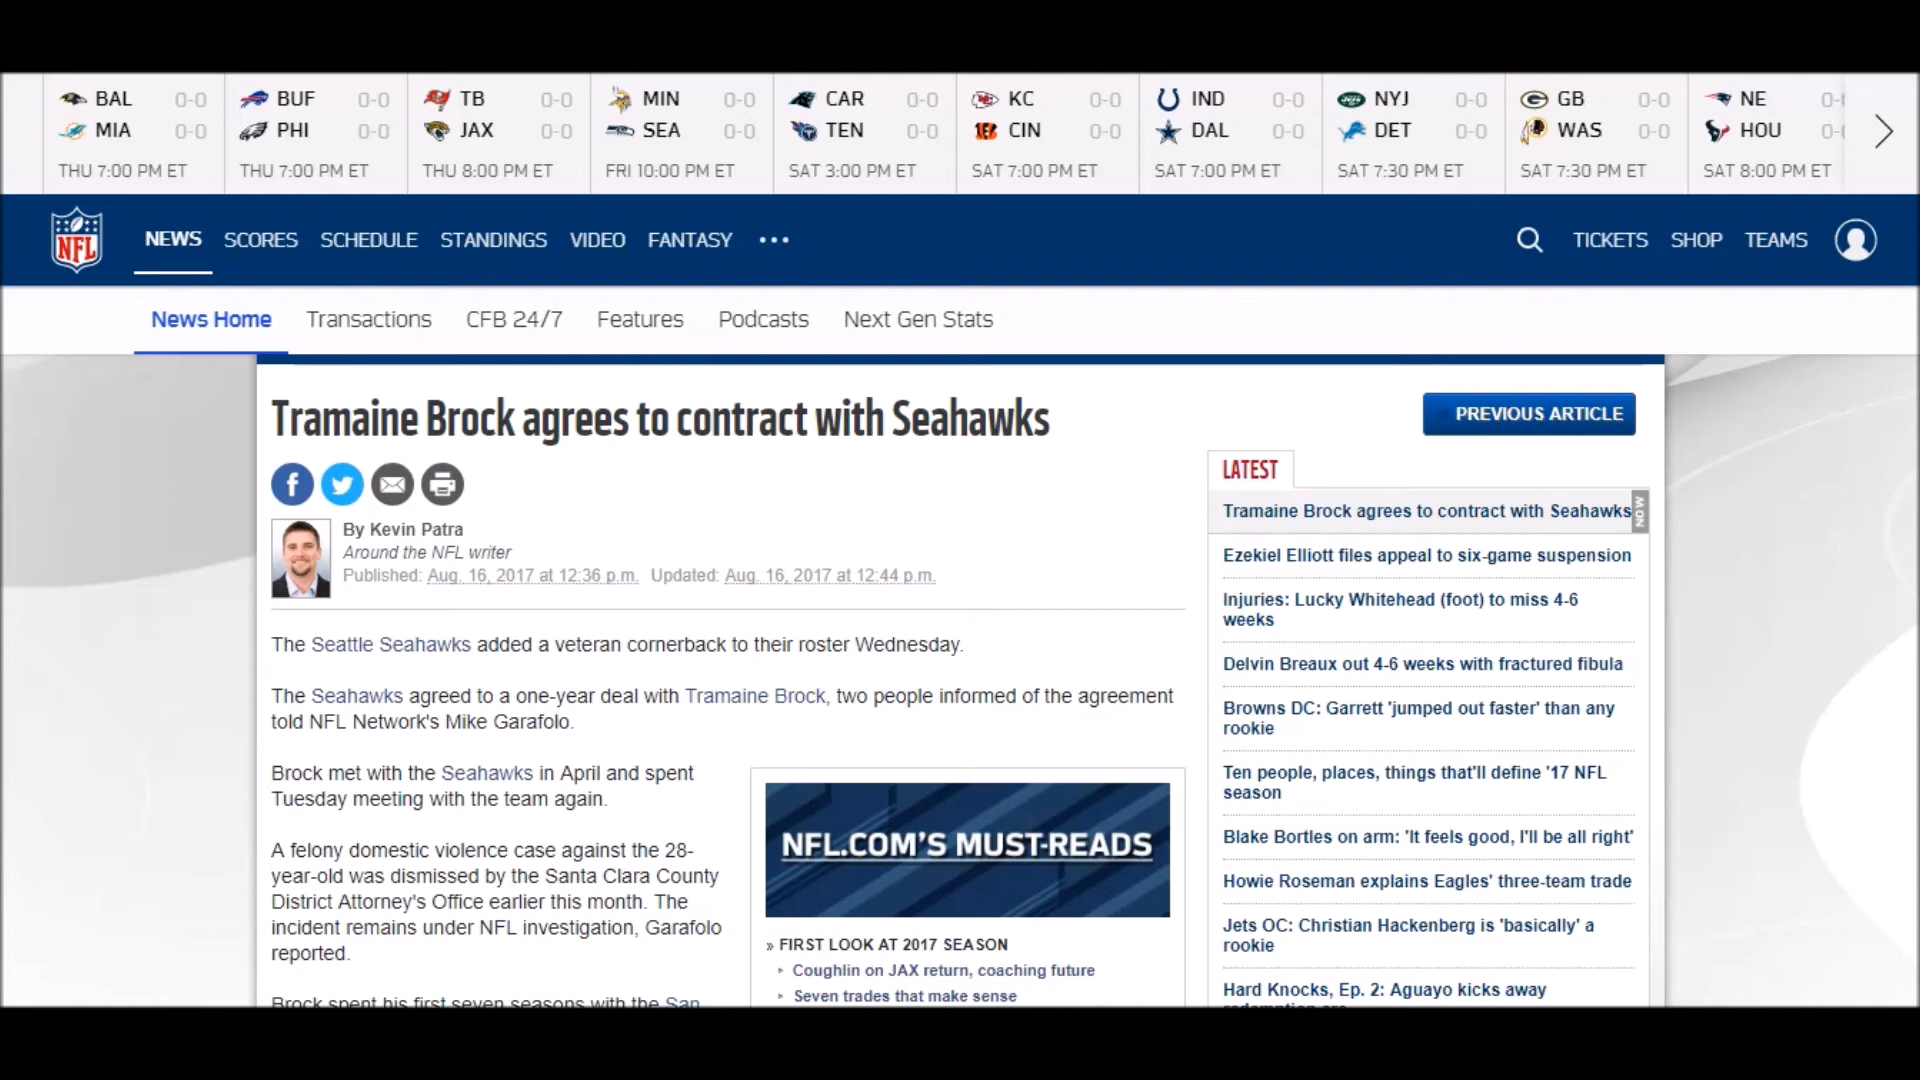 BAL 0-0
MIA 0-0
THU 7:00 PM ET
BUF 0-0
PHI 0-0
THU 7:00 PM ET
TB 0-0
JAX 0-0
THU 8:00 PM ET
MIN 0-0
SEA 0-0
FRI 10:00 PM ET
CAR 0-0
TEN 0-0
SAT 3:00 PM ET
KC 0-0
CIN 0-0
SAT 7:00 PM ET
IND 0-0
DAL 0-0
SAT 7:00 PM ET
NYJ 0-0
DET 0-0
SAT 7:30 PM ET
GB 0-0
WAS 0-0
SAT 7:30 PM ET
NE 0-
HOU 0-
SAT 8:00 PM ET
NFL
NEWS SCORES SCHEDULE STANDINGS VIDEO FANTASY ••• TICKETS SHOP TEAMS
News Home Transactions CFB 24/7 Features Podcasts Next Gen Stats
Tramaine Brock agrees to contract with Seahawks
By Kevin Patra
Around the NFL writer
Published: Aug. 16, 2017 at 12:36 p.m. Updated: Aug. 16, 2017 at 12:44 p.m.
The Seattle Seahawks added a veteran cornerback to their roster Wednesday.
The Seahawks agreed to a one-year deal with Tramaine Brock, two people informed of the agreement
told NFL Network's Mike Garafolo.
Brock met with the Seahawks in April and spent
Tuesday meeting with the team again.
A felony domestic violence case against the 28-
year-old was dismissed by the Santa Clara County
District Attorney's Office earlier this month. The
incident remains under NFL investigation, Garafolo
reported.
Brock spent his first seven seasons with the San
NFL.COM'S MUST-READS
» FIRST LOOK AT 2017 SEASON
Coughlin on JAX return, coaching future
Seven trades that make sense
PREVIOUS ARTICLE
LATEST
Tramaine Brock agrees to contract with Seahawks
NOW
Ezekiel Elliott files appeal to six-game suspension
Injuries: Lucky Whitehead (foot) to miss 4-6
weeks
Delvin Breaux out 4-6 weeks with fractured fibula
Browns DC: Garrett 'jumped out faster' than any
rookie
Ten people, places, things that'll define '17 NFL
season
Blake Bortles on arm: 'It feels good, I'll be all right'
Howie Roseman explains Eagles' three-team trade
Jets OC: Christian Hackenberg is 'basically' a
rookie
Hard Knocks, Ep. 2: Aguayo kicks away